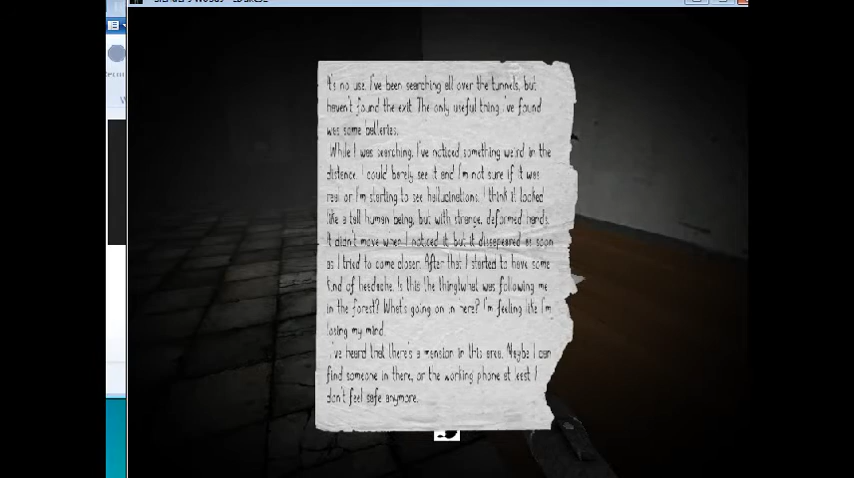 It's no use. I've been searching all over the tunnels, but
haven't found the exit. The only useful thing i've found
was some batteries.
While I was searching, I've noticed something weird in the
distance. I could barely see it and I'm not sure if it was
real or I'm starting to see hallucinations. I think it looked
like a tall human being, but with strange, deformed hands.
It didn't move when I noticed it but it disappeared as soon
as I tried to come closer. After that I started to have some
kind of headache. Is this the thing what was following me
in the forest? What's going on in here? I'm feeling like I'm
losing my mind.
I've heard that there's a mansion in this area. Maybe I can
find someone in there, or the working phone at least. I
don't feel safe anymore.